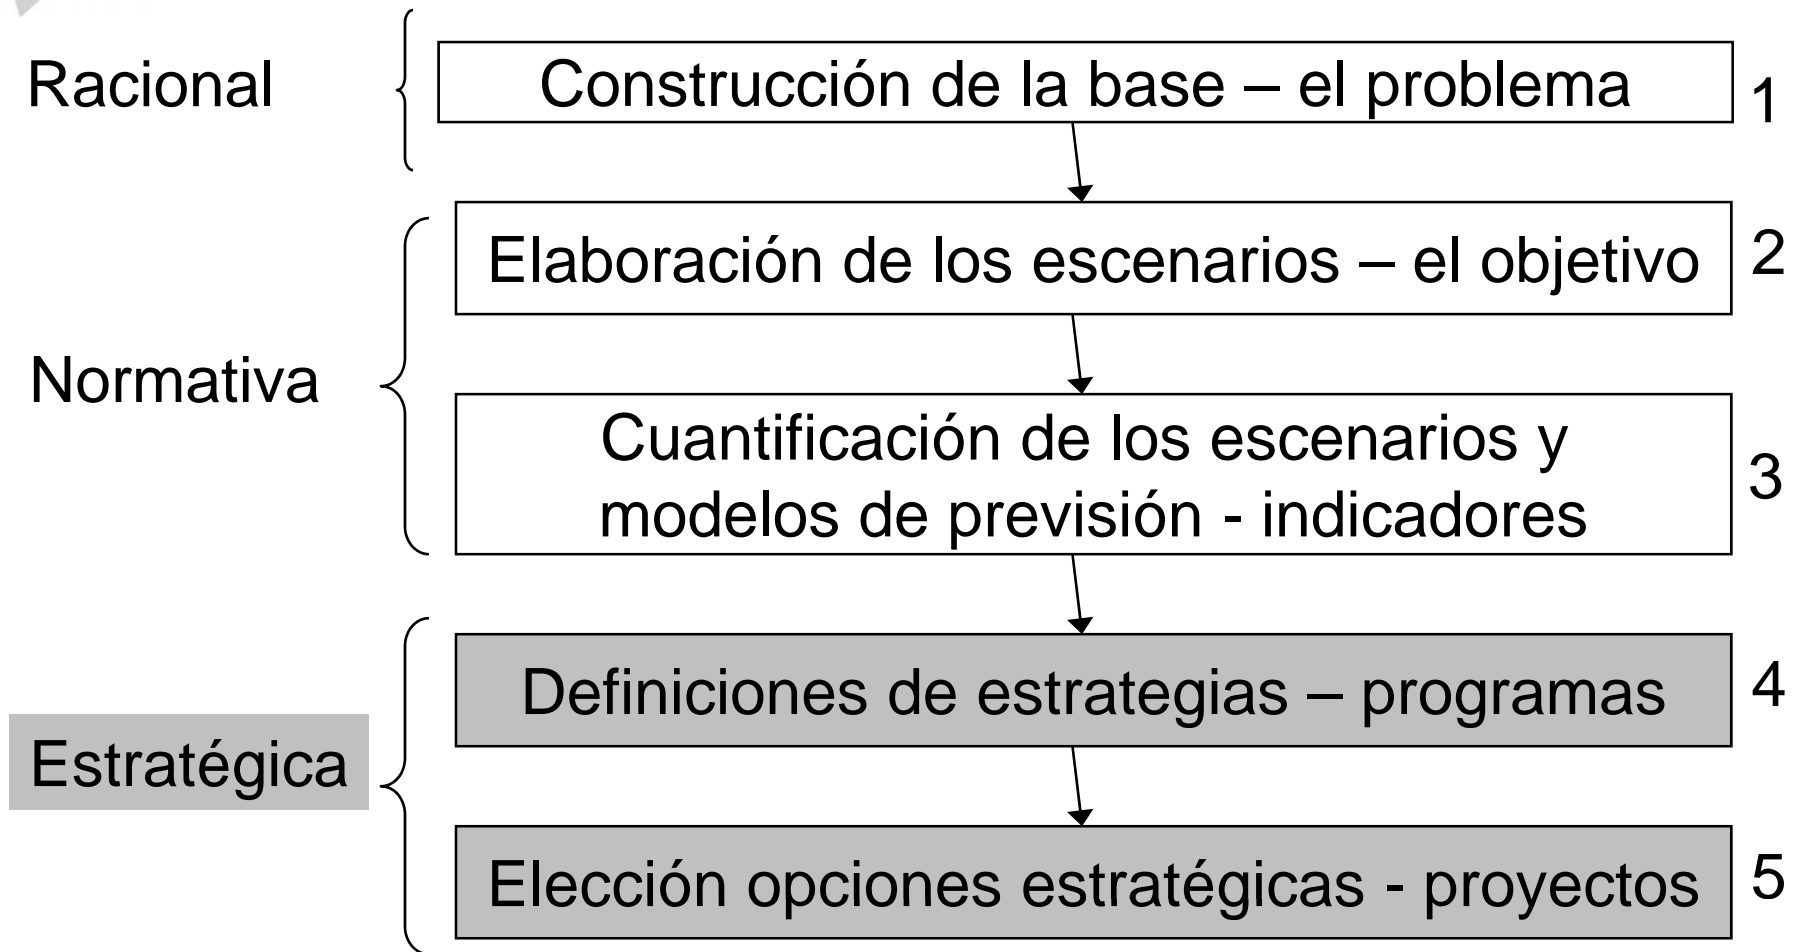 Racional
Construcción de la base – el problema
1
Elaboración de los escenarios – el objetivo
2
Normativa
Cuantificación de los escenarios y
modelos de previsión - indicadores
3
Definiciones de estrategias – programas
4
Estratégica
Elección opciones estratégicas - proyectos
5